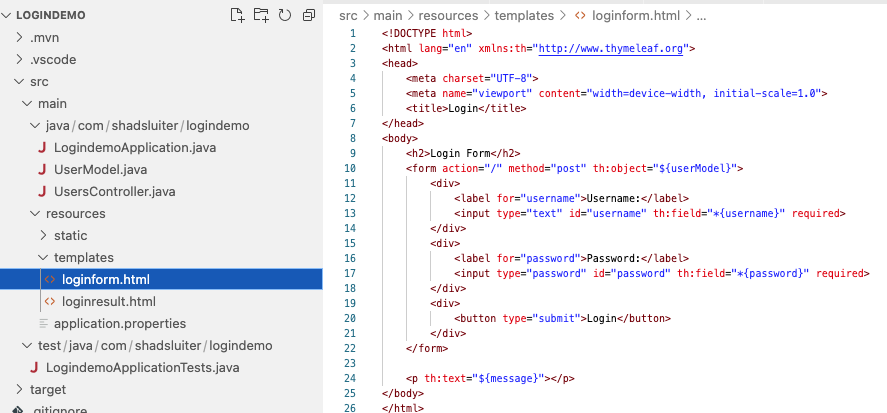 LOGINDEMO
.mvn
.vscode
src
main
java/com/shadsluiter/logindemo
J LogindemoApplication.java
J UserModel.java
J UsersController.java
resources
static
templates
<> loginform.html
<> loginresult.html
application.properties
test/java/com/shadsluiter/logindemo
J LogindemoApplicationTests.java
target
.gitignore
src > main > resources > templates > <> loginform.html > ...
1 <!DOCTYPE html>
2 <html lang="en" xmlns:th="http://www.thymeleaf.org">
3 <head>
4 <meta charset="UTF-8">
5 <meta name="viewport" content="width=device-width, initial-scale=1.0">
6 <title>Login</title>
7 </head>
8 <body>
9 <h2>Login Form</h2>
10 <form action="/" method="post" th:object="${userModel}">
11 <div>
12 <label for="username">Username:</label>
13 <input type="text" id="username" th:field="*{username}" required>
14 </div>
15 <div>
16 <label for="password">Password:</label>
17 <input type="password" id="password" th:field="*{password}" required>
18 </div>
19 <div>
20 <button type="submit">Login</button>
21 </div>
22 </form>
23
24 <p th:text="${message}"></p>
25 </body>
26 </html>